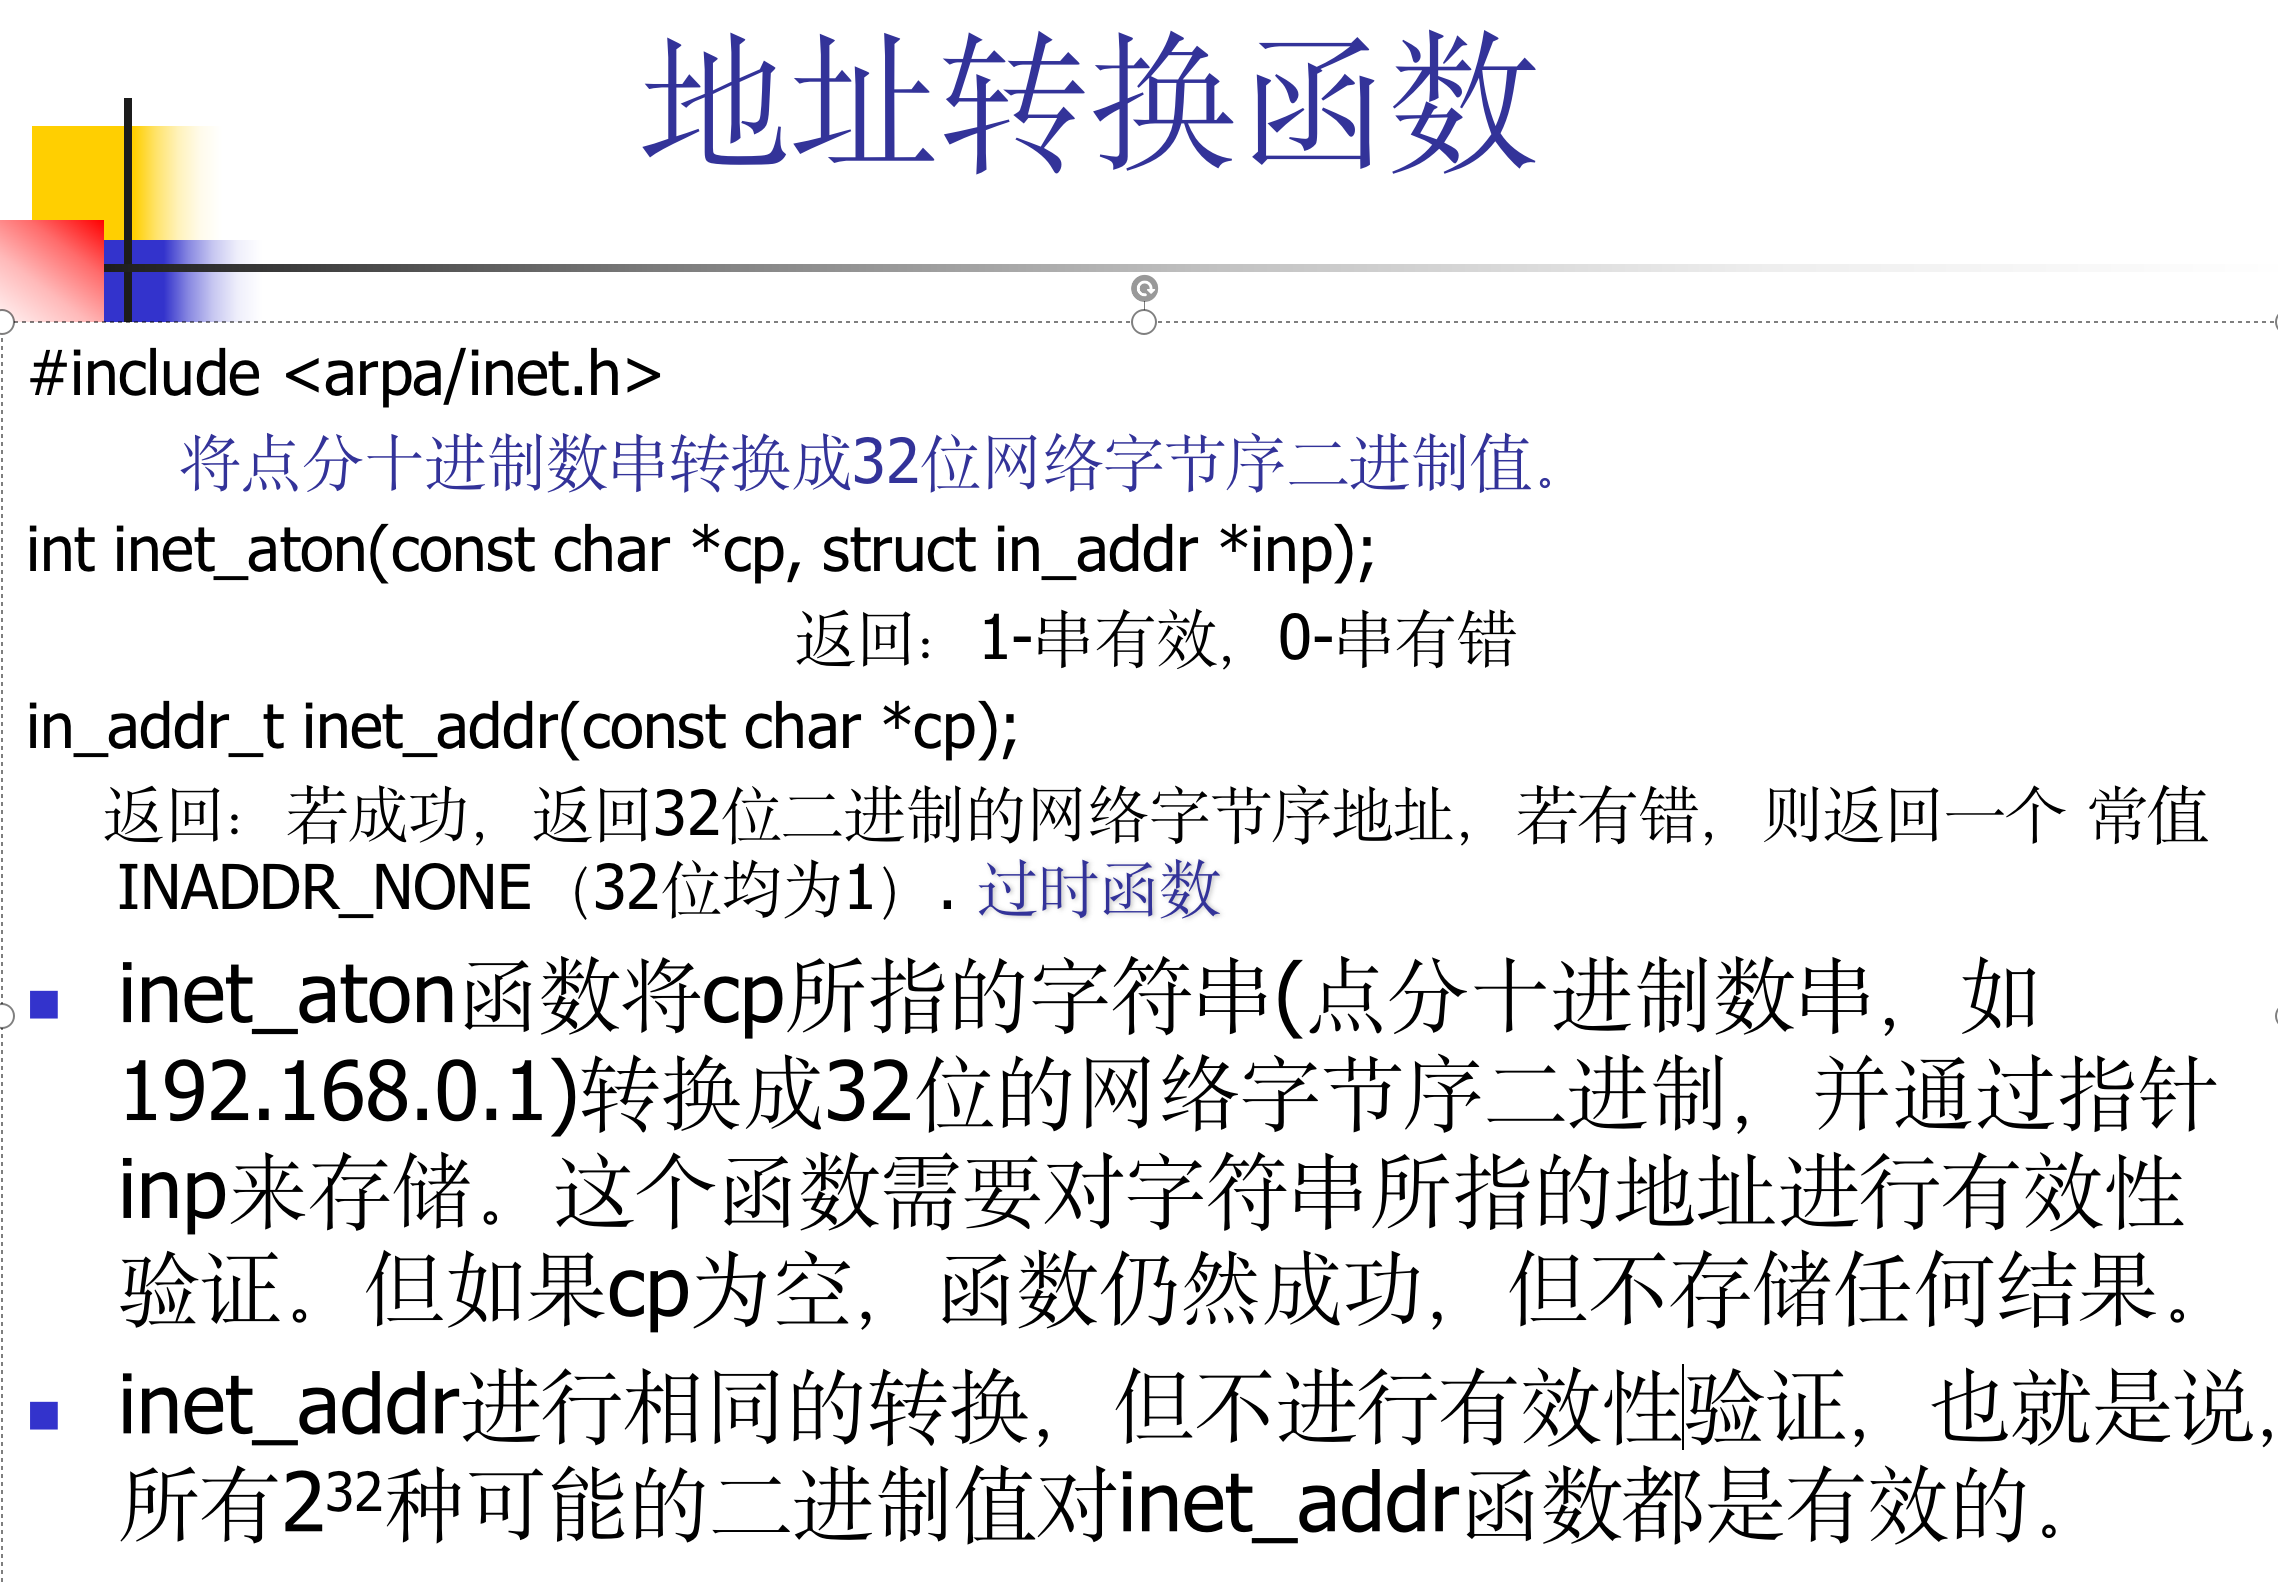 地址转换函数
#include <arpa/inet.h>
将点分十进制数串转换成32位网络字节序二进制值。
int inet_aton(const char *cp, struct in_addr *inp);
返回：1-串有效，0-串有错
in_addr_t inet_addr(const char *cp);
返回：若成功，返回32位二进制的网络字节序地址，若有错，则返回一个 常值
INADDR_NONE（32位均为1）. 过时函数
■ inet_aton函数将cp所指的字符串(点分十进制数串，如
192.168.0.1)转换成32位的网络字节序二进制，并通过指针
inp来存储。这个函数需要对字符串所指的地址进行有效性
验证。但如果cp为空，函数仍然成功，但不存储任何结果。
■ inet_addr进行相同的转换，但不进行有效性验证，也就是说，
所有2³²种可能的二进制值对inet_addr函数都是有效的。